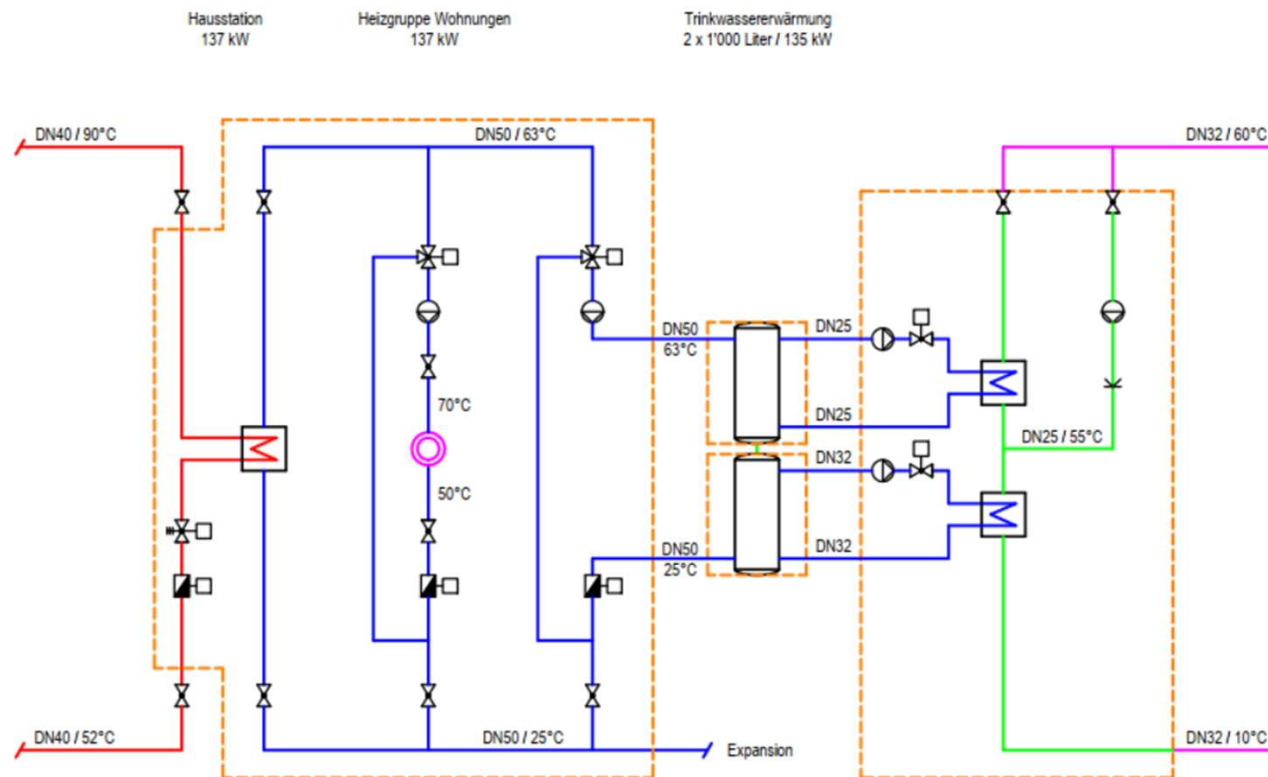 Hausstation
137 kW
Heizgruppe Wohnungen
137 kW
Trinkwassererwärmung
2 x 1'000 Liter / 135 kW
DN40 / 90°C
DN50 / 63°C
DN32 / 60°C
DN50
63°C
DN25
DN25
70°C
DN25 / 55°C
DN32
50°C
DN50
25°C
DN32
DN40 / 52°C
DN50 / 25°C
Expansion
DN32 / 10°C